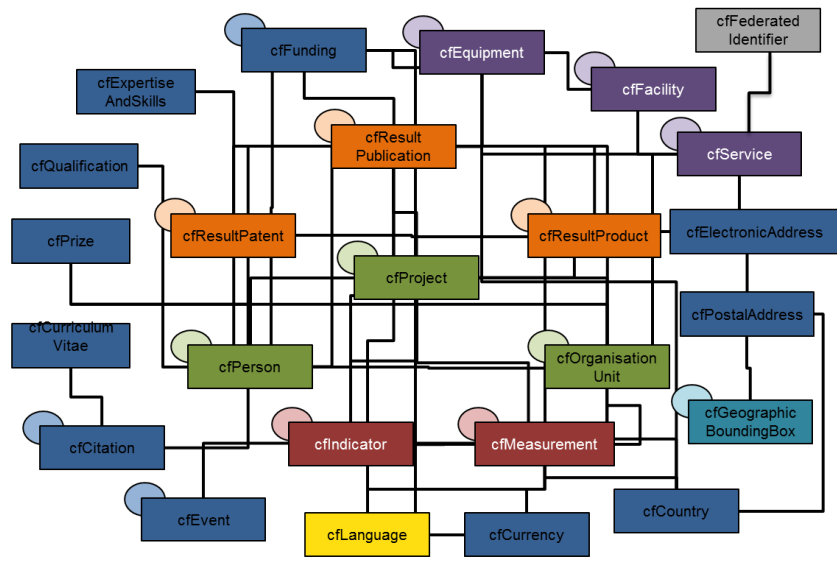 cfFunding
cfEquipment
cfFederated
Identifier
cfExpertise
AndSkills
cfFacility
cfResult
Publication
cfService
cfQualification
cfPrize
cfResultPatent
cfResultProduct
cfElectronicAddress
cfProject
cfPostalAddress
cfCurriculum
Vitae
cfPerson
cfOrganisation
Unit
cfGeographic
BoundingBox
cfCitation
cfIndicator
cfMeasurement
cfEvent
cfLanguage
cfCurrency
cfCountry